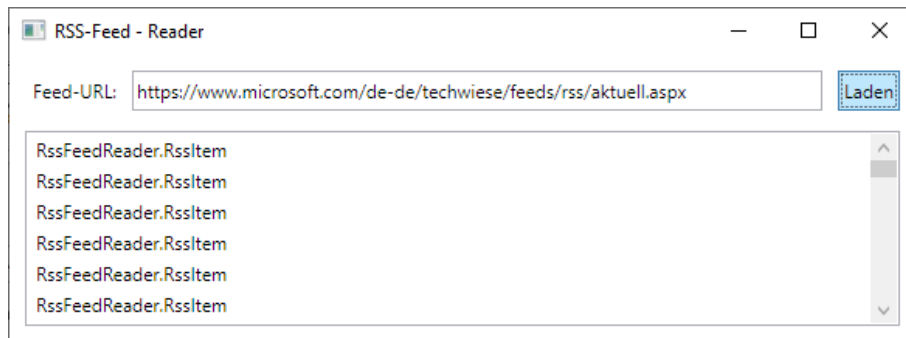 RSS-Feed - Reader
Feed-URL: https://www.microsoft.com/de-de/techwiese/feeds/rss/aktuell.aspx Laden
RssFeedReader.RssItem
RssFeedReader.RssItem
RssFeedReader.RssItem
RssFeedReader.RssItem
RssFeedReader.RssItem
RssFeedReader.RssItem